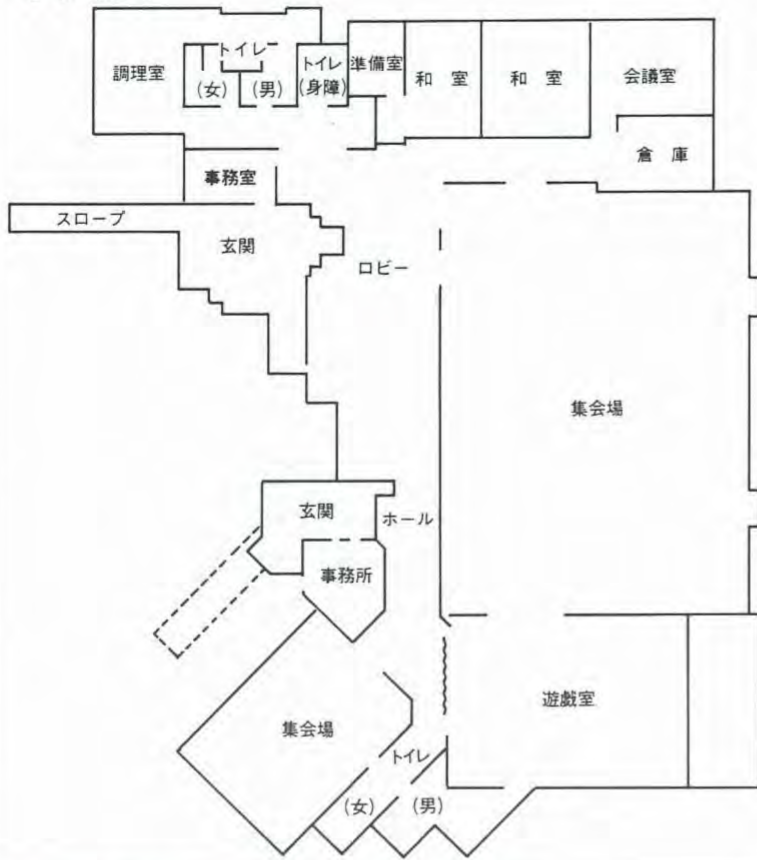 トイレ
調理室
(女)
(男)
トイレ
(身障)
準備室
和室
和室
会議室
倉庫
事務室
スロープ
玄関
ロビー
集会場
玄関
ホール
事務所
遊戯室
集会場
トイレ
(女)
(男)